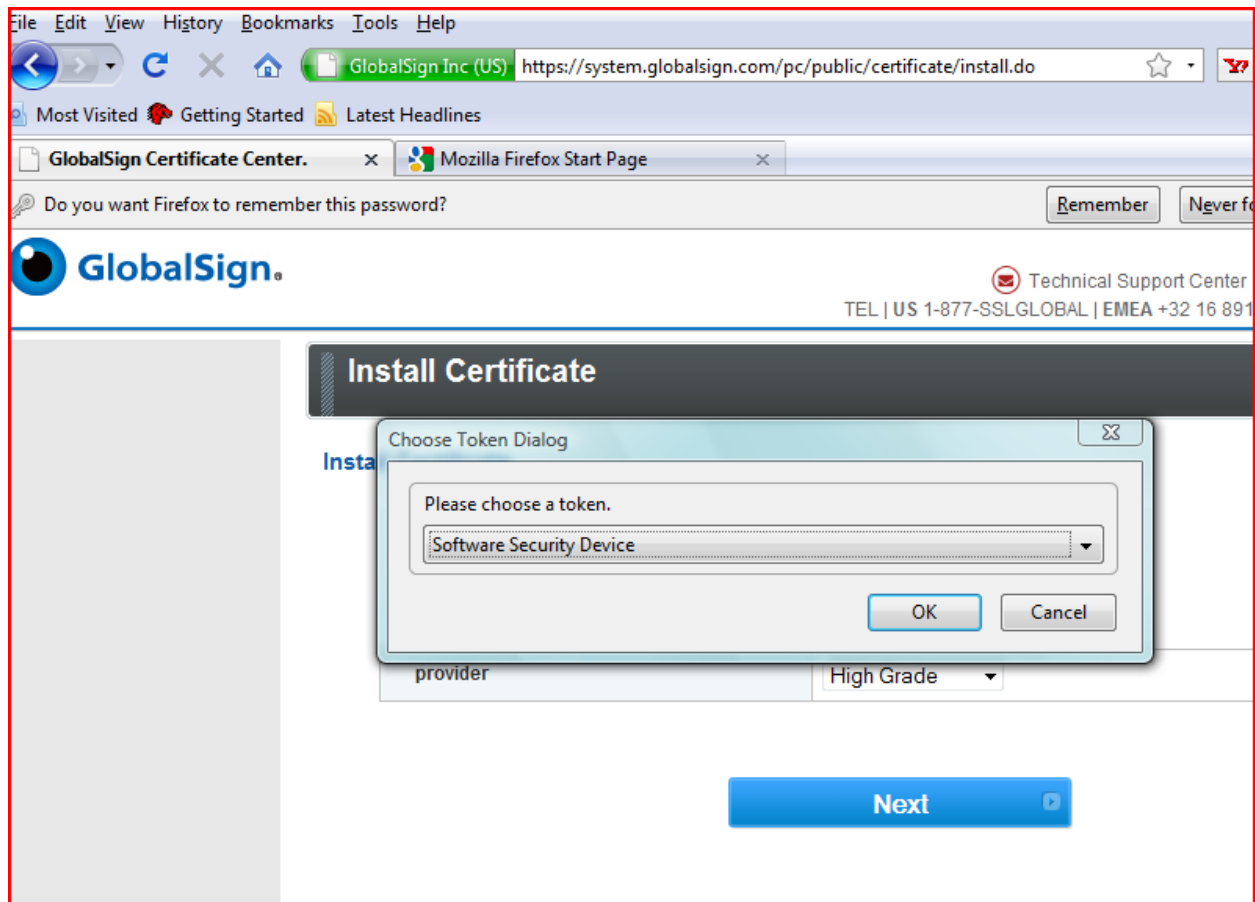 File Edit View History Bookmarks Tools Help
GlobalSign Inc (US) https://system.globalsign.com/pc/public/certificate/install.do
Most Visited Getting Started Latest Headlines
GlobalSign Certificate Center. Mozilla Firefox Start Page
Do you want Firefox to remember this password? Remember Never
GlobalSign.
Technical Support Center
TEL | US 1-877-SSLGLOBAL | EMEA +32 16 891
Install Certificate
Choose Token Dialog
Please choose a token.
Software Security Device
OK Cancel
provider High Grade
Next